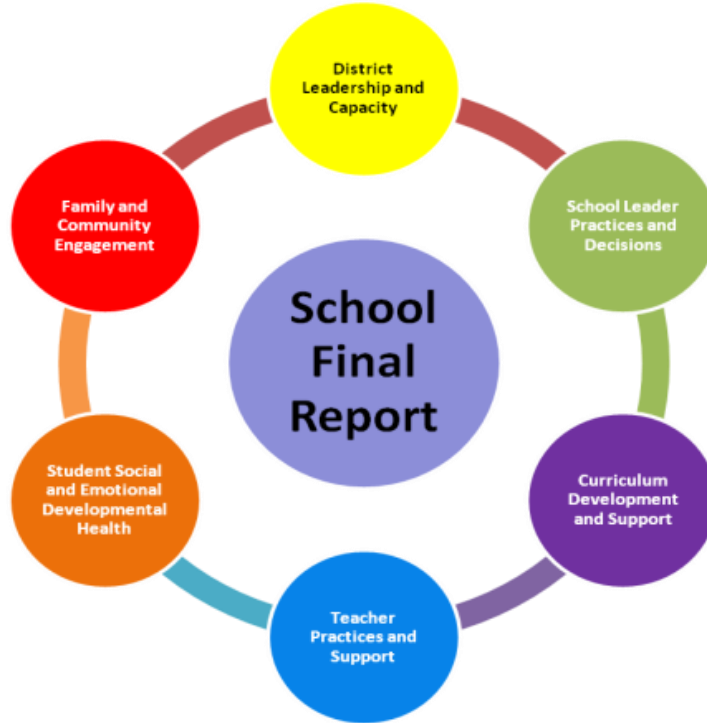 District
Leadership and
Capacity
School Leader
Practices and
Decisions
Curriculum
Development
and Support
Teacher
Practices and
Support
Student Social
and Emotional
Developmental
Health
Family and
Community
Engagement
School
Final
Report